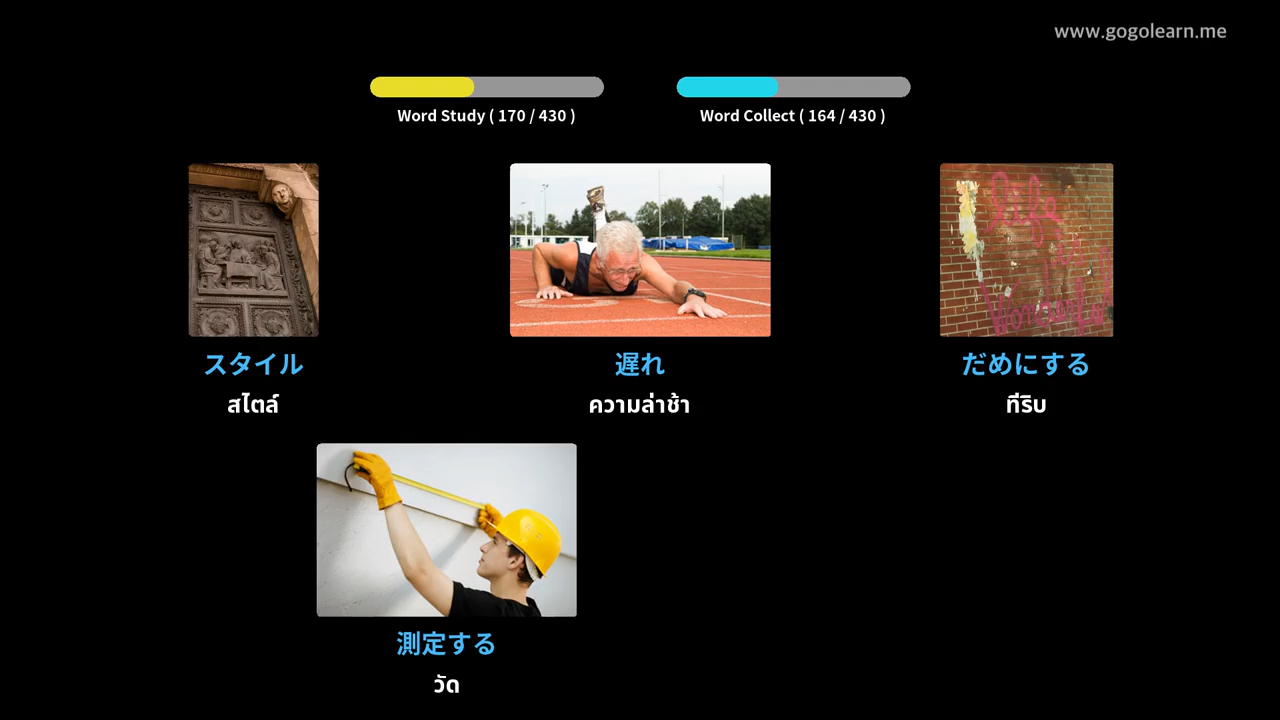 www.gogolearn.me
Word Study ( 170 / 430 )
Word Collect ( 164 / 430 )
スタイル
遅れ
だめにする
สไตล์
ความล่าช้า
ทีริบ
測定する
วัด